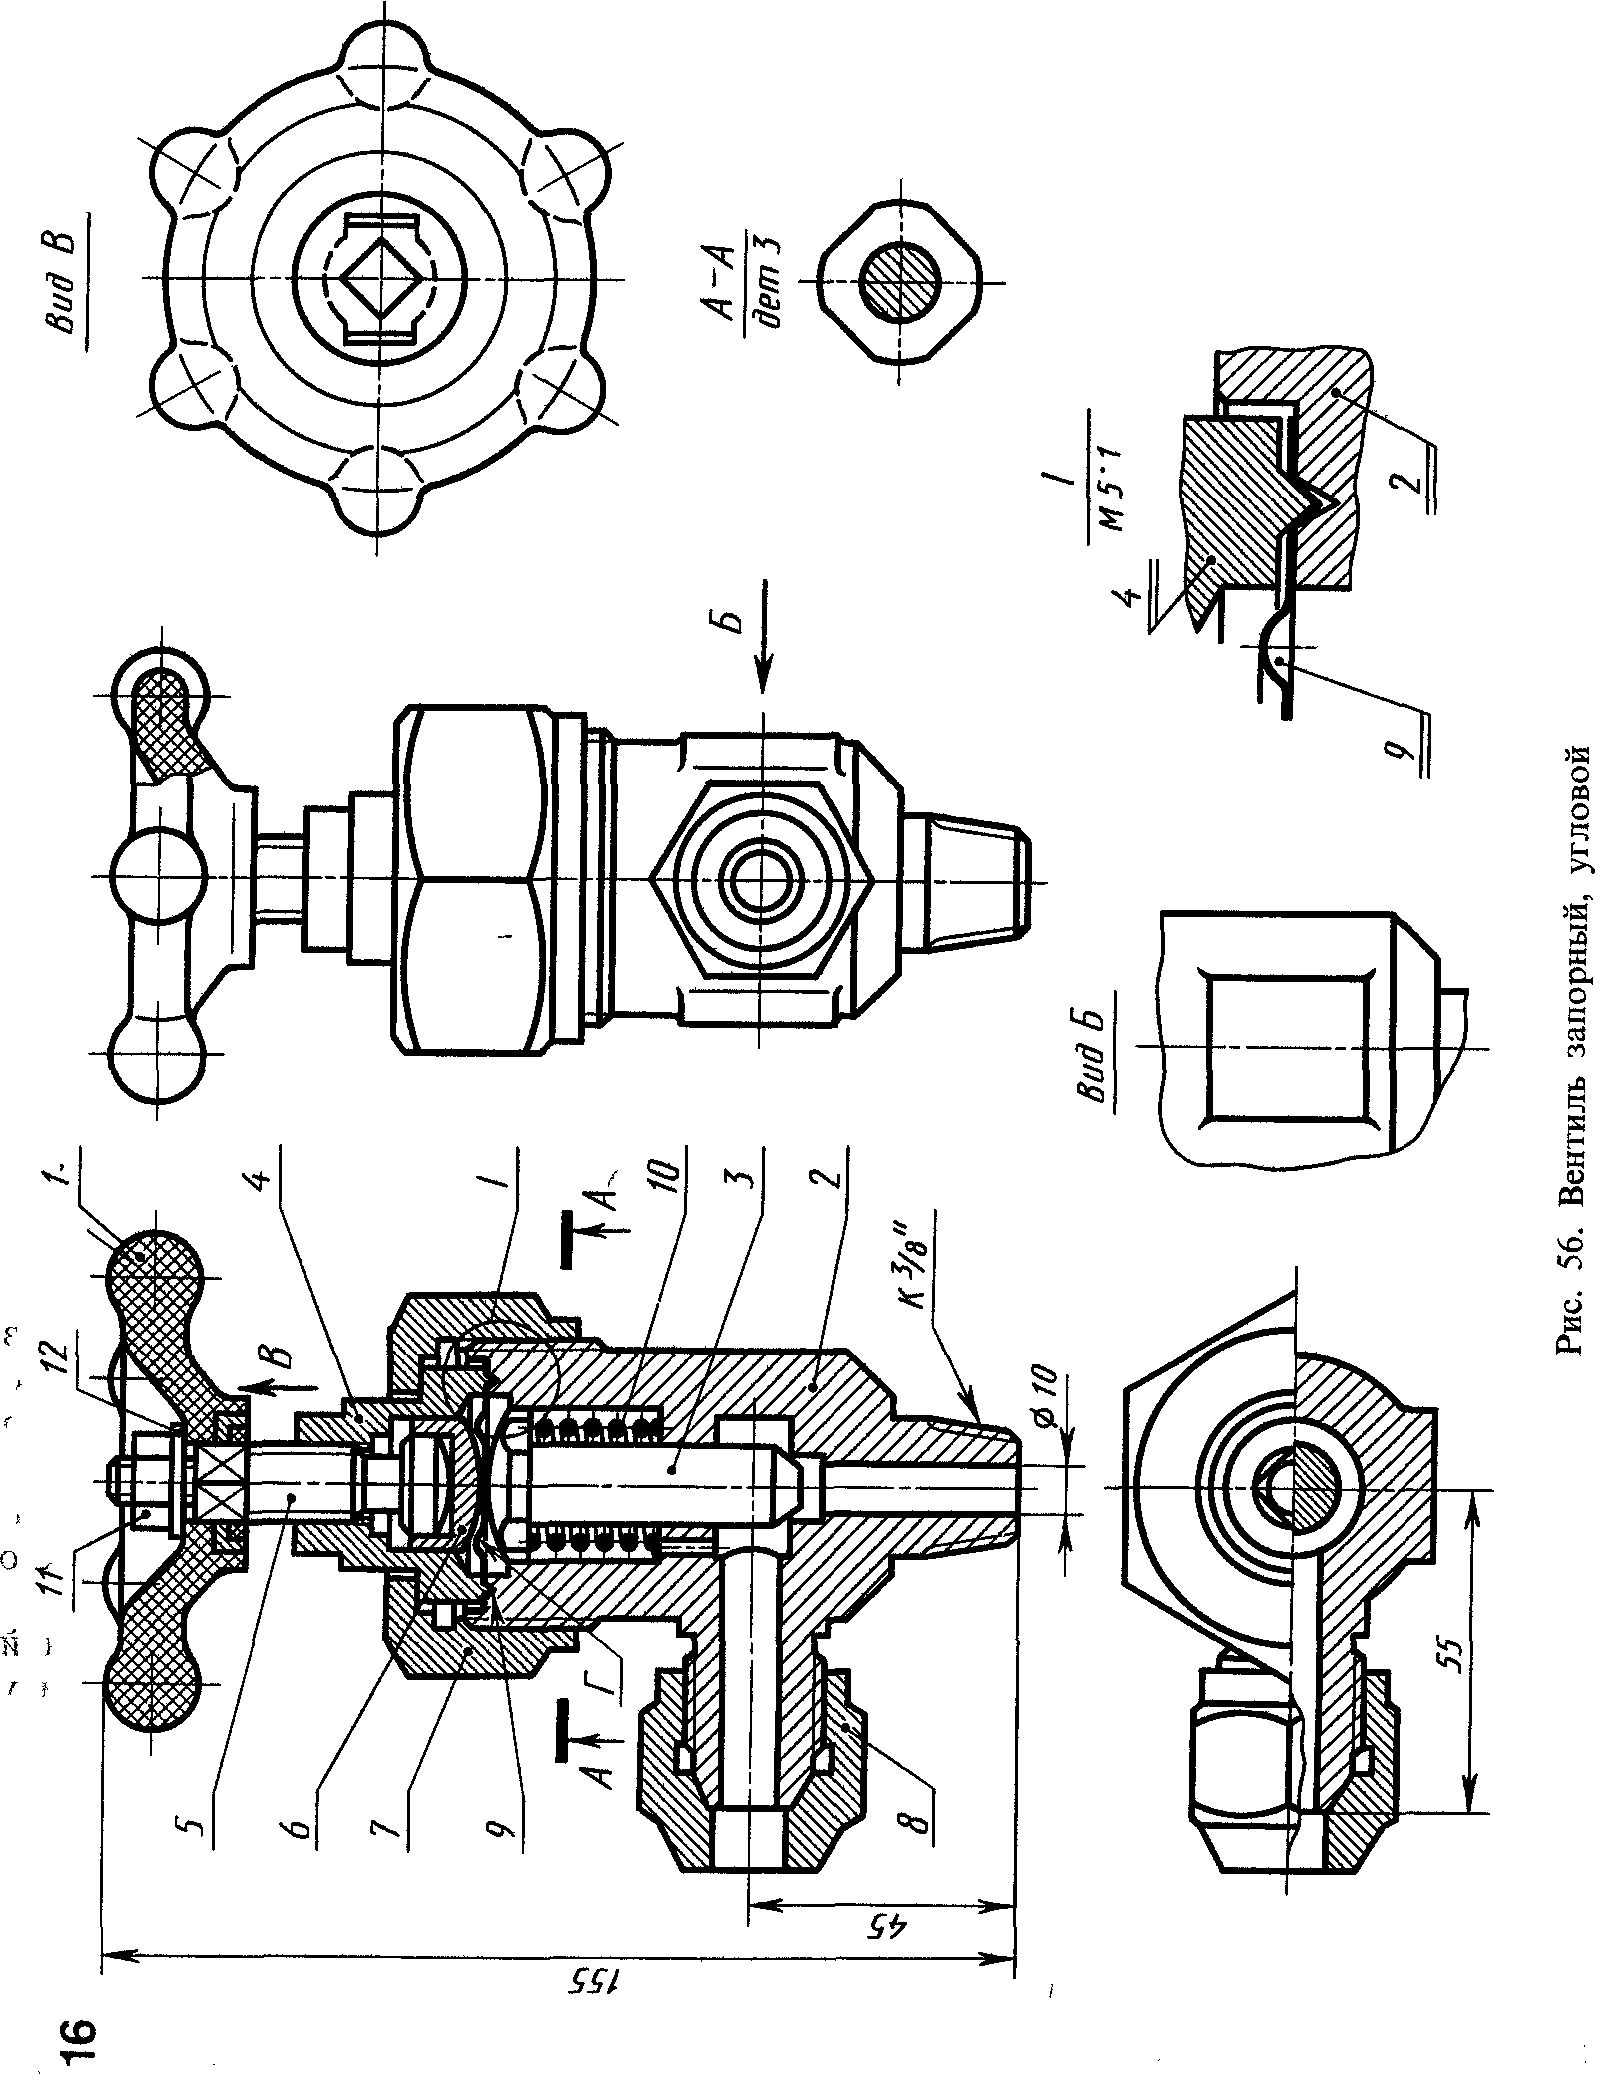 16
Вид В
А-А
дет 3
I
М 5:1
4
2
9
Б
Вид Б
1
12
11
В
4
I
А
10
3
2
К 3/8"
Ø 10
5
6
7
9
Г
А
8
45
155
55
Рис. 56. Вентиль запорный, угловой